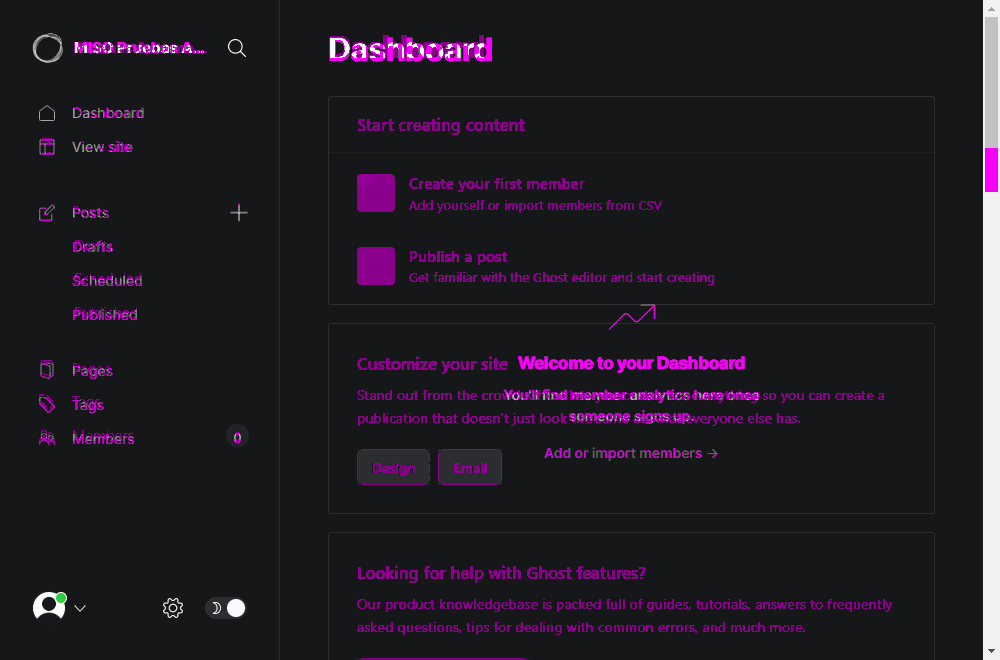 MISO Pruebas A...
Dashboard
View site
Posts
Drafts
Scheduled
Published
Pages
Tags
Members
0
Dashboard
Start creating content
Create your first member
Add yourself or import members from CSV
Publish a post
Get familiar with the Ghost editor and start creating
Customize your site
Welcome to your Dashboard
Stand out from the crowd. so you can create a
You'll find member analytics here once
publication that doesn't just look everyone else has.
someone signs up.
Add or import members →
Design
Email
Looking for help with Ghost features?
Our product knowledgebase is packed full of guides, tutorials, answers to frequently
asked questions, tips for dealing with common errors, and much more.